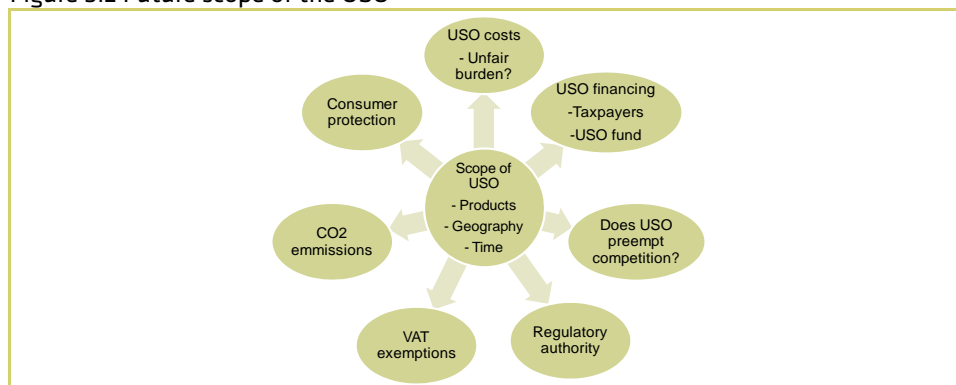 Figure 5.2 Future scope of the USO
USO costs
- Unfair
burden?
USO financing
-Taxpayers
-USO fund
Consumer
protection
Scope of
USO
- Products
- Geography
- Time
CO2
emmissions
Does USO
preempt
competition?
VAT
exemptions
Regulatory
authority